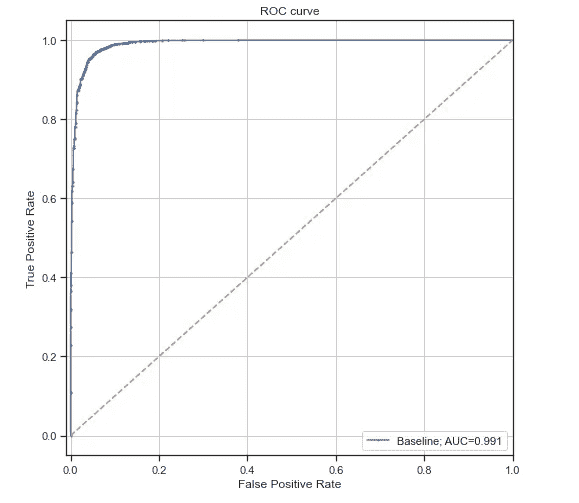 ROC curve
1.0
0.8
0.6
0.4
0.2
0.0
True Positive Rate
0.0 0.2 0.4 0.6 0.8 1.0
False Positive Rate
Baseline; AUC=0.991